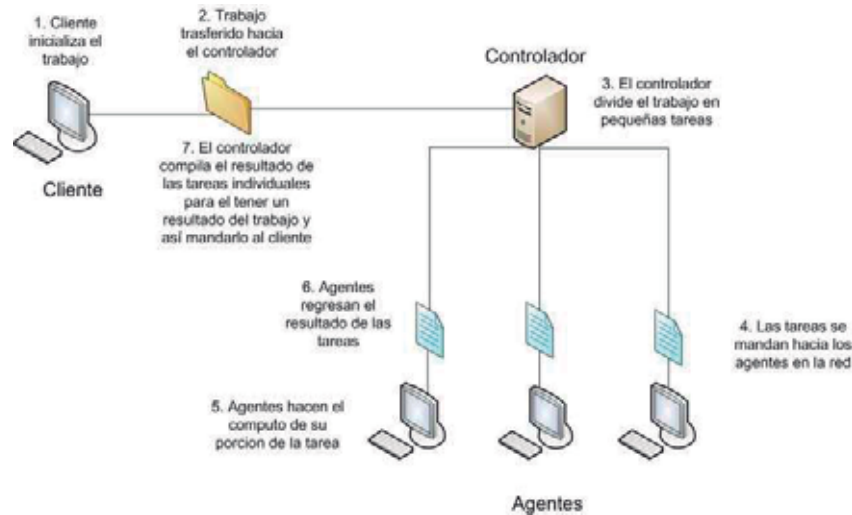 1. Cliente
inicializa el
trabajo
2. Trabajo
trasferido hacia
el controlador
Controlador
3. El controlador
divide el trabajo en
pequeñas tareas
Cliente
7. El controlador
compila el resultado de
las tareas individuales
para el tener un
resultado del trabajo y
así mandarlo al cliente
6. Agentes
regresan el
resultado de las
tareas
4. Las tareas se
mandan hacia los
agentes en la red
5. Agentes hacen el
computo de su
porcion de la tarea
Agentes